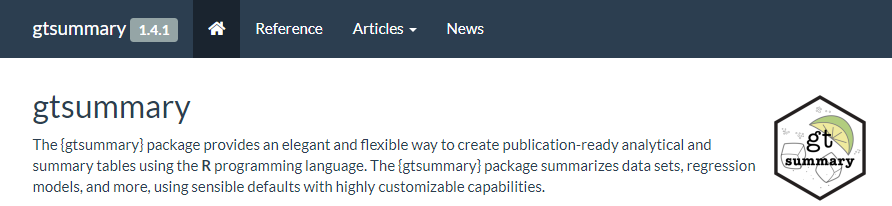 gtsummary 1.4.1 Reference Articles News
gtsummary
The {gtsummary} package provides an elegant and flexible way to create publication-ready analytical and
summary tables using the R programming language. The {gtsummary} package summarizes data sets, regression
models, and more, using sensible defaults with highly customizable capabilities.
gt
summary